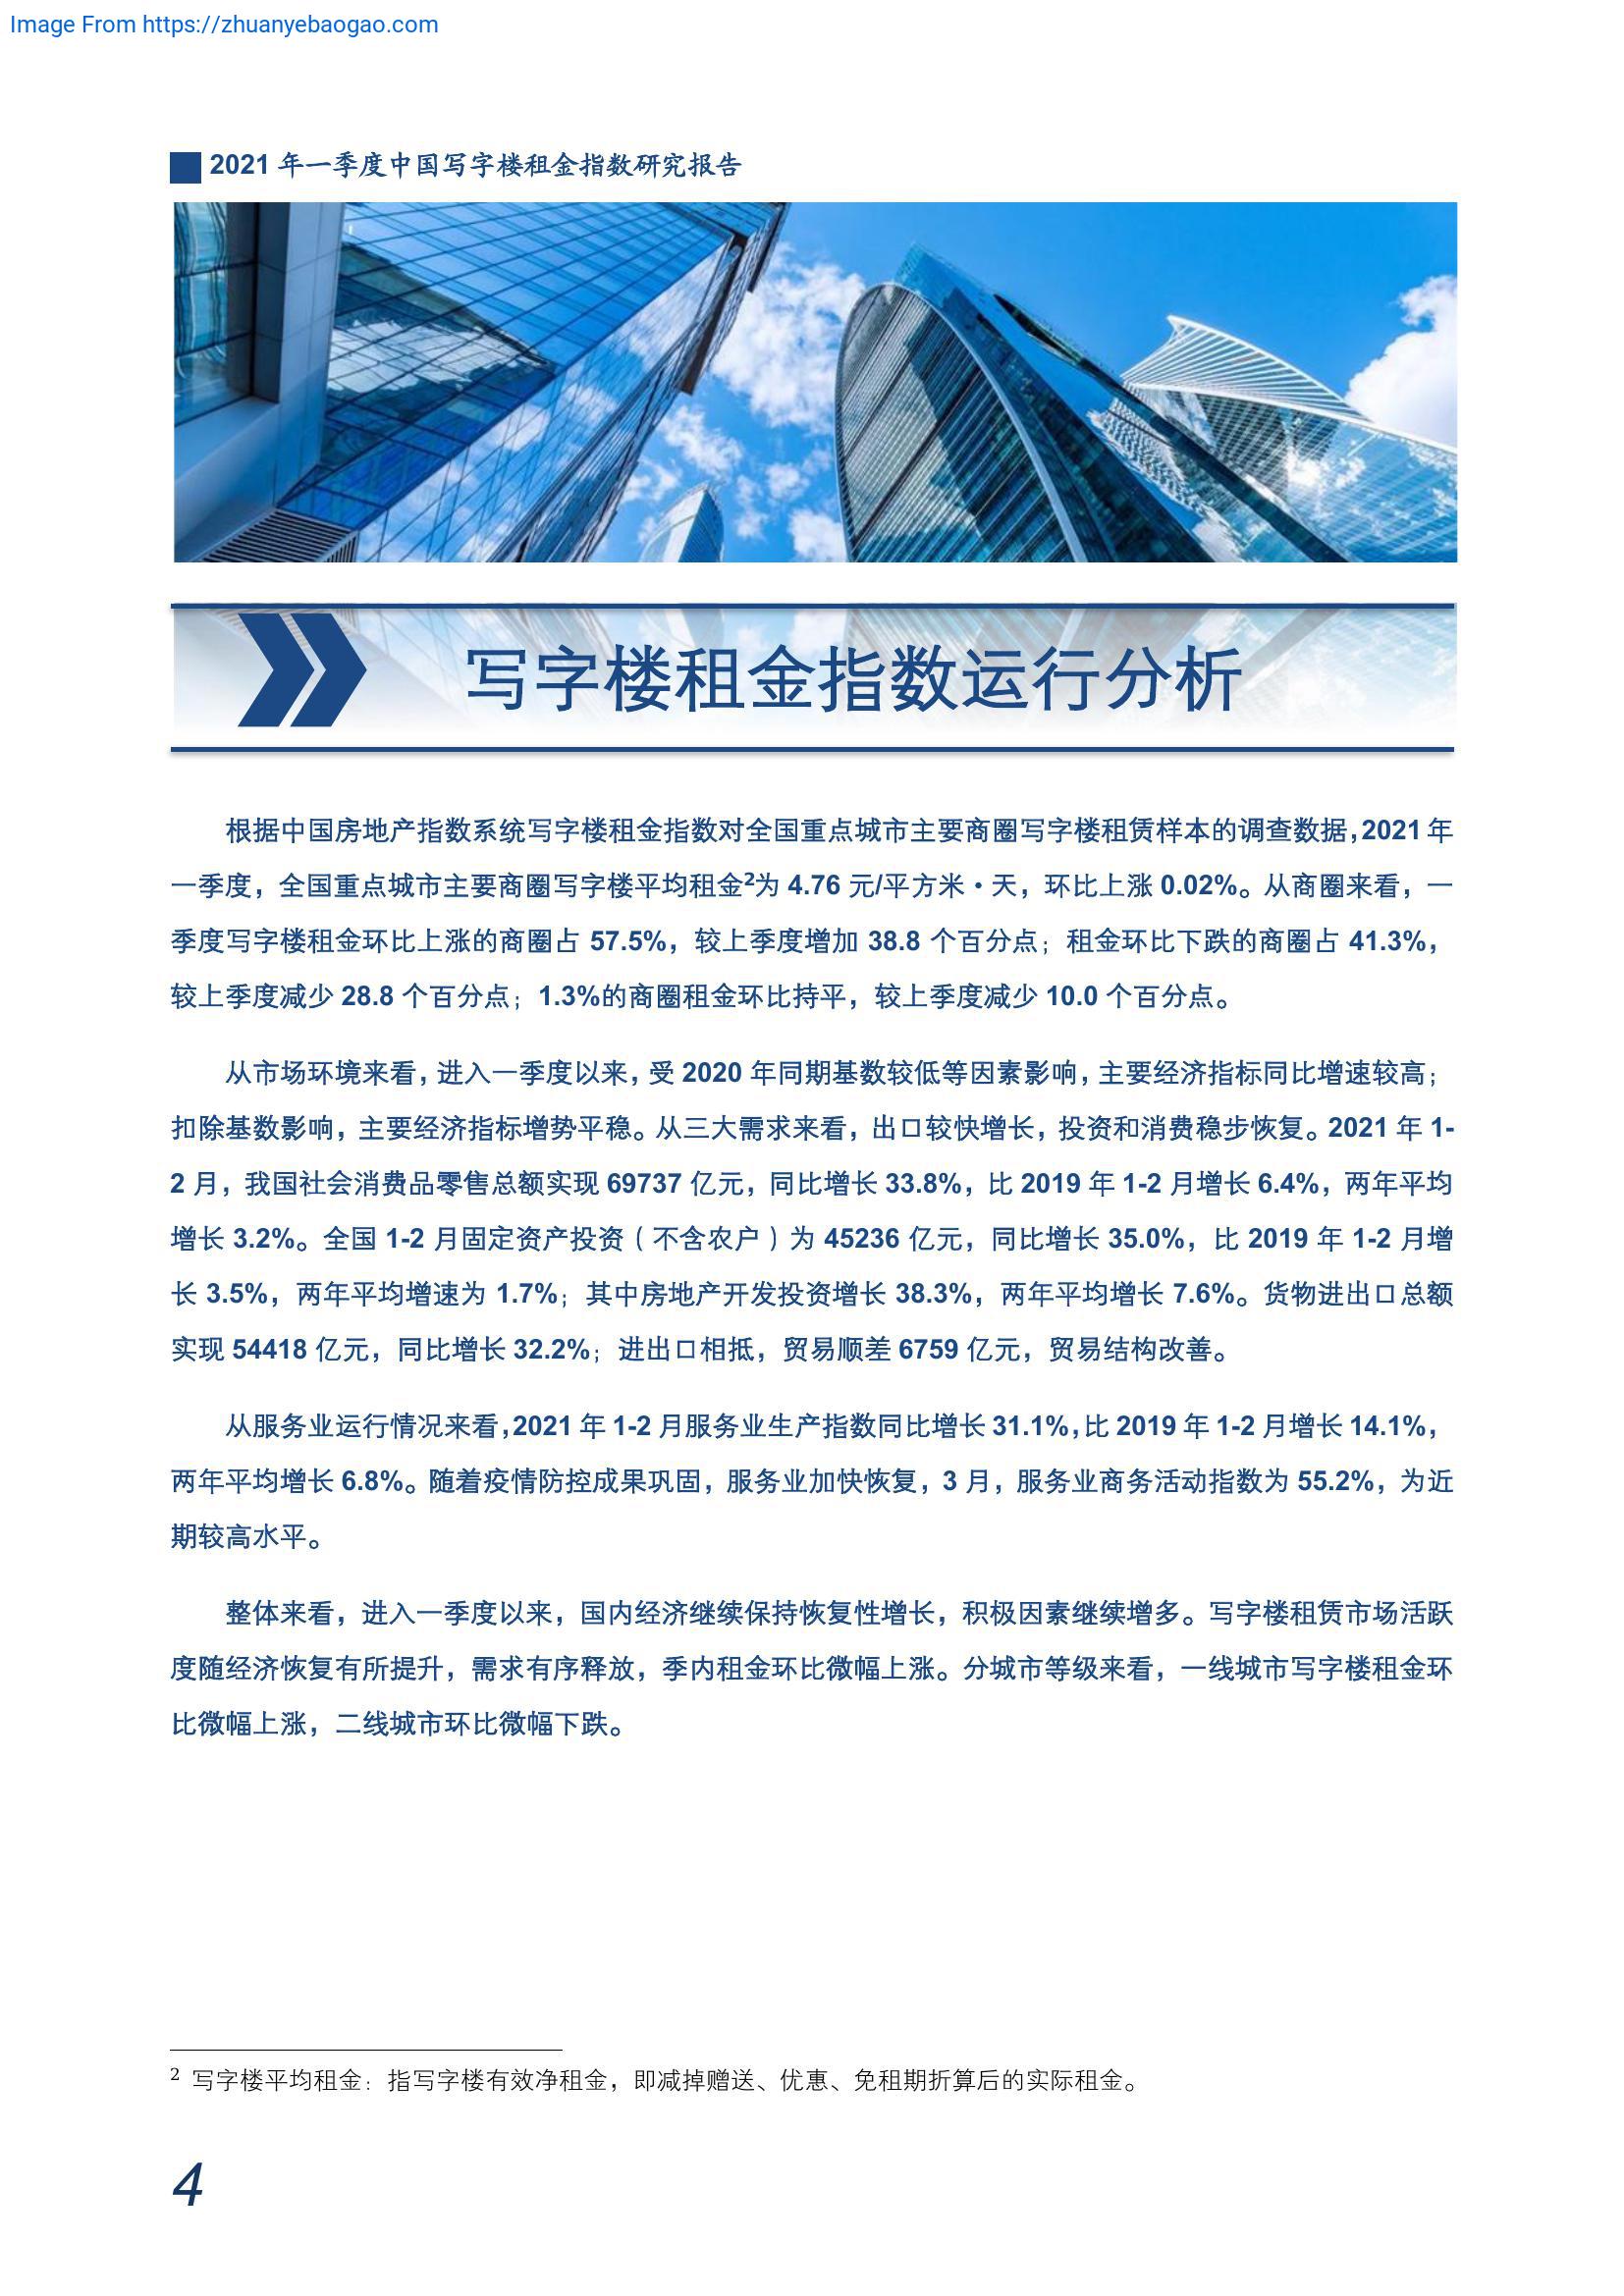 Image From https://zhuanyebaogao.com
2021 年一季度中国写字楼租金指数研究报告
写字楼租金指数运行分析
根据中国房地产指数系统写字楼租金指数对全国重点城市主要商圈写字楼租赁样本的调查数据，2021 年
一季度，全国重点城市主要商圈写字楼平均租金²为 4.76 元/平方米·天，环比上涨 0.02%。从商圈来看，一
季度写字楼租金环比上涨的商圈占 57.5%，较上季度增加 38.8 个百分点；租金环比下跌的商圈占 41.3%，
较上季度减少 28.8 个百分点；1.3%的商圈租金环比持平，较上季度减少 10.0 个百分点。
从市场环境来看，进入一季度以来，受 2020 年同期基数较低等因素影响，主要经济指标同比增速较高；
扣除基数影响，主要经济指标增势平稳。从三大需求来看，出口较快增长，投资和消费稳步恢复。2021 年 1-
2 月，我国社会消费品零售总额实现 69737 亿元，同比增长 33.8%，比 2019 年 1-2 月增长 6.4%，两年平均
增长 3.2%。全国 1-2 月固定资产投资（不含农户）为 45236 亿元，同比增长 35.0%，比 2019 年 1-2 月增
长 3.5%，两年平均增速为 1.7%；其中房地产开发投资增长 38.3%，两年平均增长 7.6%。货物进出口总额
实现 54418 亿元，同比增长 32.2%；进出口相抵，贸易顺差 6759 亿元，贸易结构改善。
从服务业运行情况来看，2021 年 1-2 月服务业生产指数同比增长 31.1%，比 2019 年 1-2 月增长 14.1%，
两年平均增长 6.8%。随着疫情防控成果巩固，服务业加快恢复，3 月，服务业商务活动指数为 55.2%，为近
期较高水平。
整体来看，进入一季度以来，国内经济继续保持恢复性增长，积极因素继续增多。写字楼租赁市场活跃
度随经济恢复有所提升，需求有序释放，季内租金环比微幅上涨。分城市等级来看，一线城市写字楼租金环
比微幅上涨，二线城市环比微幅下跌。
² 写字楼平均租金：指写字楼有效净租金，即减掉赠送、优惠、免租期折算后的实际租金。
4